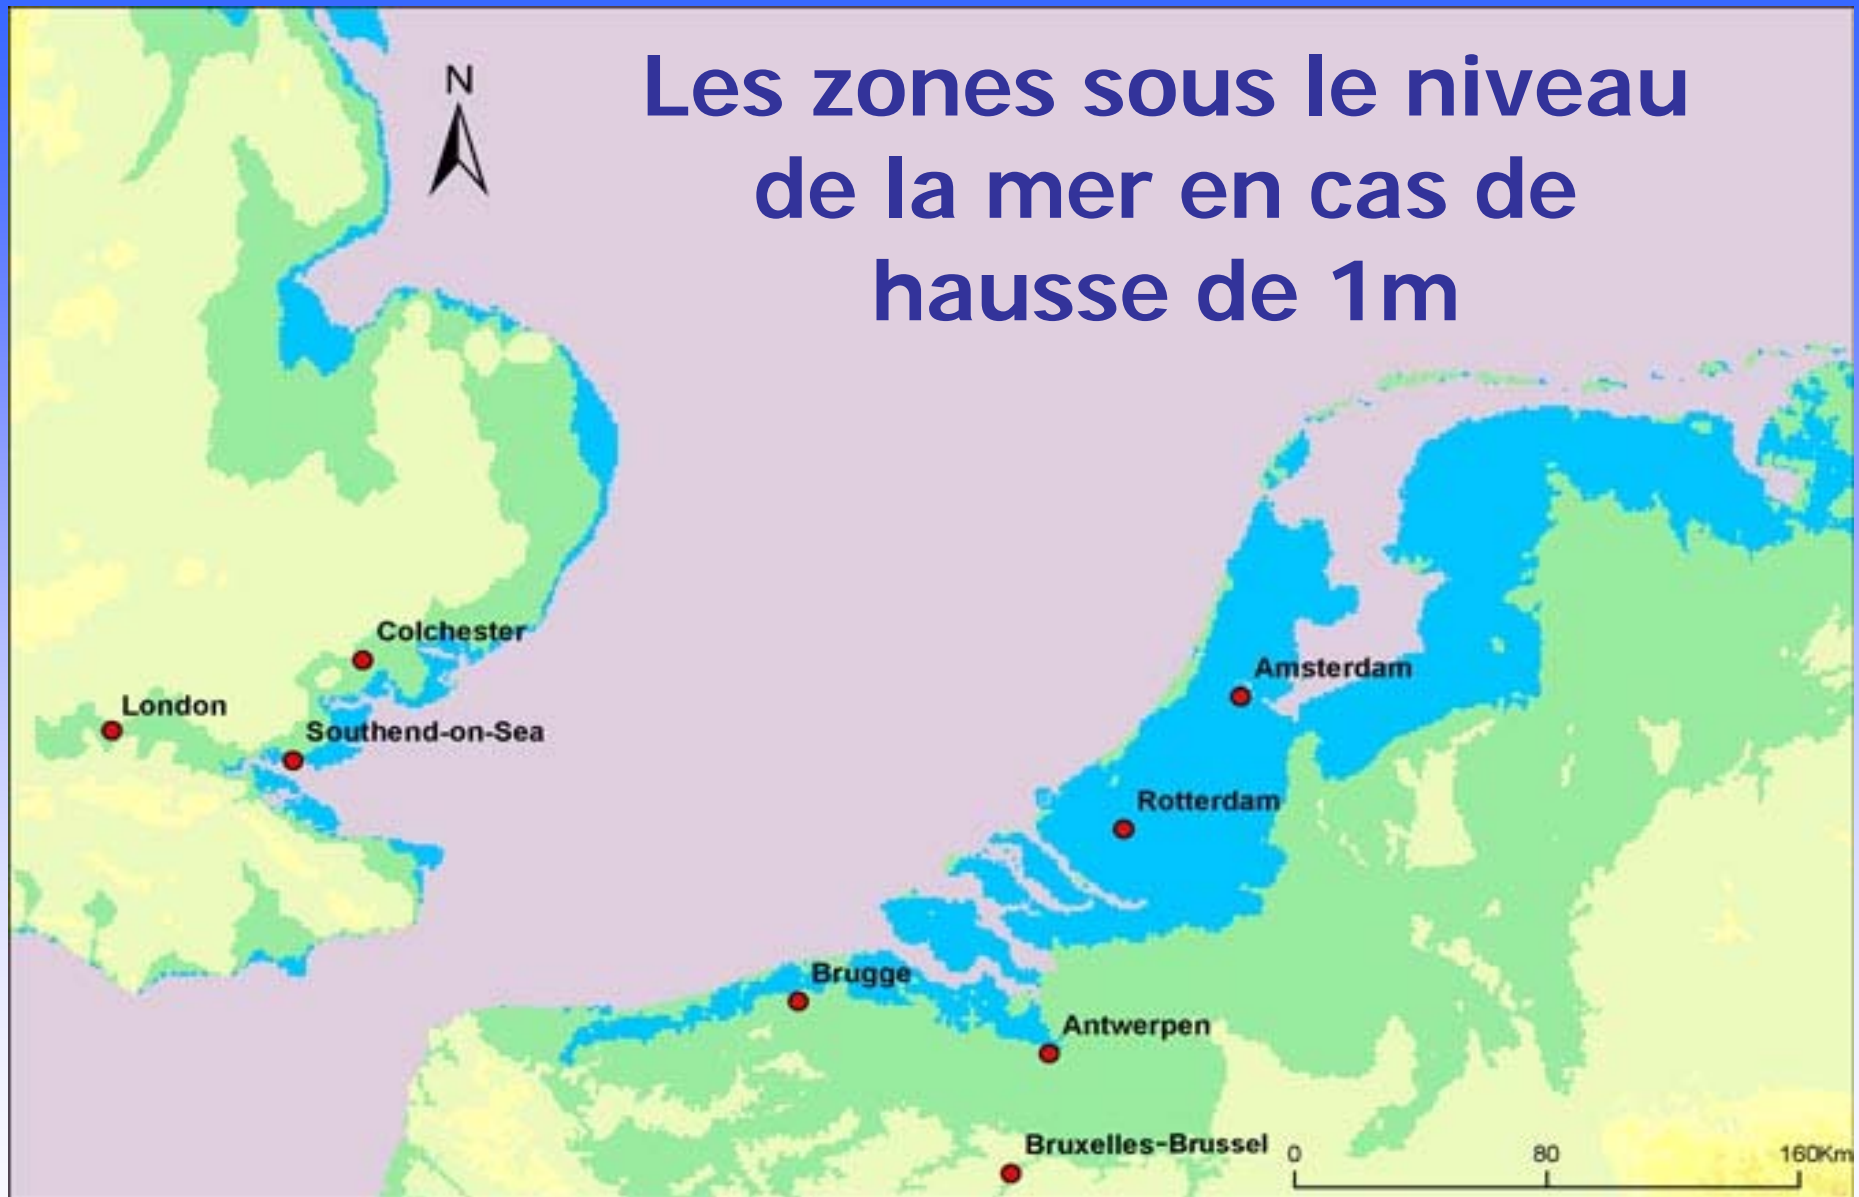 Les zones sous le niveau
de la mer en cas de
hausse de 1m
N
Colchester
London
Southend-on-Sea
Amsterdam
Rotterdam
Brugge
Antwerpen
Bruxelles-Brussel
0 80 160Km